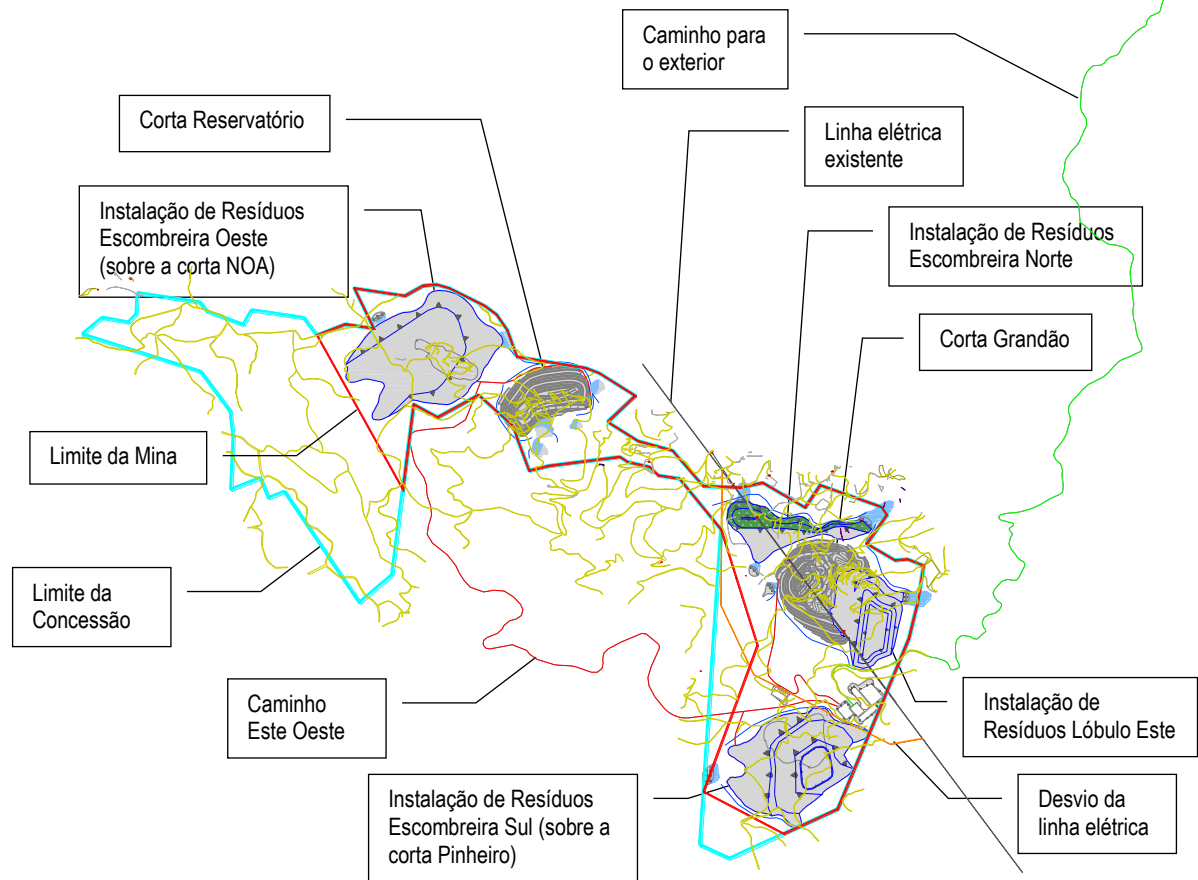 Caminho para
o exterior
Corta Reservatório
Linha elétrica
existente
Instalação de Resíduos
Escombreira Oeste
(sobre a corta NOA)
Instalação de Resíduos
Escombreira Norte
Corta Grandão
Limite da Mina
Limite da
Concessão
Caminho
Este Oeste
Instalação de
Resíduos Lóbulo Este
Instalação de Resíduos
Escombreira Sul (sobre a
corta Pinheiro)
Desvio da
linha elétrica